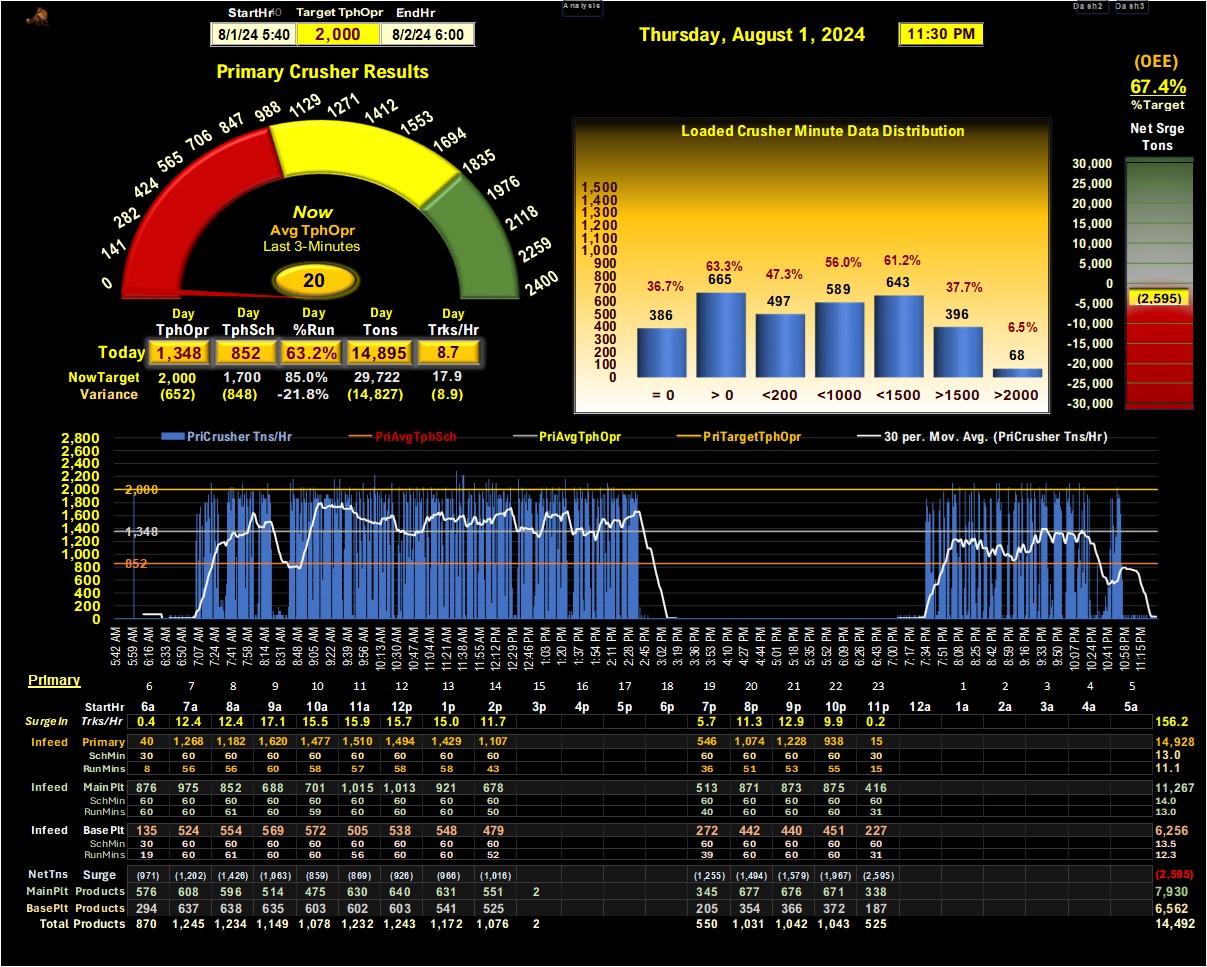 Analysis
Dash2 Dash3
StartHr Target TphOpr EndHr
8/1/24 5:40 2,000 8/2/24 6:00
Thursday, August 1, 2024 11:30 PM
Primary Crusher Results
0 141 282 424 565 706 847 988 1129 1271 1412 1553 1694 1835 1976 2118 2259 2400
Now
Avg TphOpr
Last 3-Minutes
20
Day Day Day Day Day
TphOpr TphSch %Run Tons Trks/Hr
Today 1,348 852 63.2% 14,895 8.7
NowTarget 2,000 1,700 85.0% 29,722 17.9
Variance (652) (848) -21.8% (14,827) (8.9)
Loaded Crusher Minute Data Distribution
1,500
1,400
1,300
1,200
1,100
1,000
900
800
700
600
500
400
300
200
100
0
36.7% 63.3% 47.3% 56.0% 61.2% 37.7% 6.5%
386 665 497 589 643 396 68
= 0 > 0 <200 <1000 <1500 >1500 >2000
(OEE)
67.4%
%Target
Net Srge
Tons
30,000
25,000
20,000
15,000
10,000
5,000
0
-5,000
-10,000
-15,000
-20,000
-25,000
-30,000
(2,595)
PriCrusher Tns/Hr PriAvgTphSch PriAvgTphOpr PriTargetTphOpr 30 per. Mov. Avg. (PriCrusher Tns/Hr)
2,800
2,600
2,400
2,200
2,000
1,800
1,600
1,400
1,200
1,000
800
600
400
200
0
2,000
1,348
852
5:42 AM 5:59 AM 6:16 AM 6:33 AM 6:50 AM 7:07 AM 7:24 AM 7:41 AM 7:58 AM 8:14 AM 8:31 AM 8:48 AM 9:05 AM 9:22 AM 9:39 AM 9:56 AM 10:13 AM 10:30 AM 10:47 AM 11:04 AM 11:21 AM 11:38 AM 11:55 AM 12:12 PM 12:29 PM 12:46 PM 1:03 PM 1:20 PM 1:37 PM 1:54 PM 2:11 PM 2:28 PM 2:45 PM 3:02 PM 3:19 PM 3:36 PM 3:53 PM 4:10 PM 4:27 PM 4:44 PM 5:01 PM 5:18 PM 5:35 PM 5:52 PM 6:09 PM 6:26 PM 6:43 PM 7:00 PM 7:17 PM 7:34 PM 7:51 PM 8:08 PM 8:25 PM 8:42 PM 8:59 PM 9:16 PM 9:33 PM 9:50 PM 10:07 PM 10:24 PM 10:41 PM 10:58 PM 11:15 PM
Primary
6 7 8 9 10 11 12 13 14 15 16 17 18 19 20 21 22 23 1 2 3 4 5
StartHr 6a 7a 8a 9a 10a 11a 12p 1p 2p 3p 4p 5p 6p 7p 8p 9p 10p 11p 12a 1a 2a 3a 4a 5a
SurgeIn Trks/Hr 0.4 12.4 12.4 17.1 15.5 15.9 15.7 15.0 11.7 5.7 11.3 12.9 9.9 0.2 156.2
Infeed Primary 40 1,268 1,182 1,620 1,477 1,510 1,494 1,429 1,107 546 1,074 1,228 938 15 14,928
SchMin 30 60 60 60 60 60 60 60 60 60 60 60 60 30 13.0
RunMins 8 56 56 60 58 57 58 58 43 36 51 53 55 15 11.1
Infeed MainPlt 876 975 852 688 701 1,015 1,013 921 678 513 871 873 875 416 11,267
SchMin 60 60 60 60 60 60 60 60 60 60 60 60 60 60 14.0
RunMins 60 60 61 60 59 60 60 60 50 40 60 60 60 31 13.0
Infeed BasePlt 135 524 554 569 572 505 538 548 479 272 442 440 451 227 6,256
SchMin 30 60 60 60 60 60 60 60 60 60 60 60 60 60 13.5
RunMins 19 60 61 60 60 56 60 60 52 39 60 60 60 31 12.3
NetTns Surge (971) (1,202) (1,426) (1,063) (859) (869) (926) (966) (1,016) (1,255) (1,494) (1,579) (1,967) (2,595) (2,595)
MainPlt Products 576 608 596 514 475 630 640 631 551 2 345 677 676 671 338 7,930
BasePlt Products 294 637 638 635 603 602 603 541 525 205 354 366 372 187 6,562
Total Products 870 1,245 1,234 1,149 1,078 1,232 1,243 1,172 1,076 2 550 1,031 1,042 1,043 525 14,492